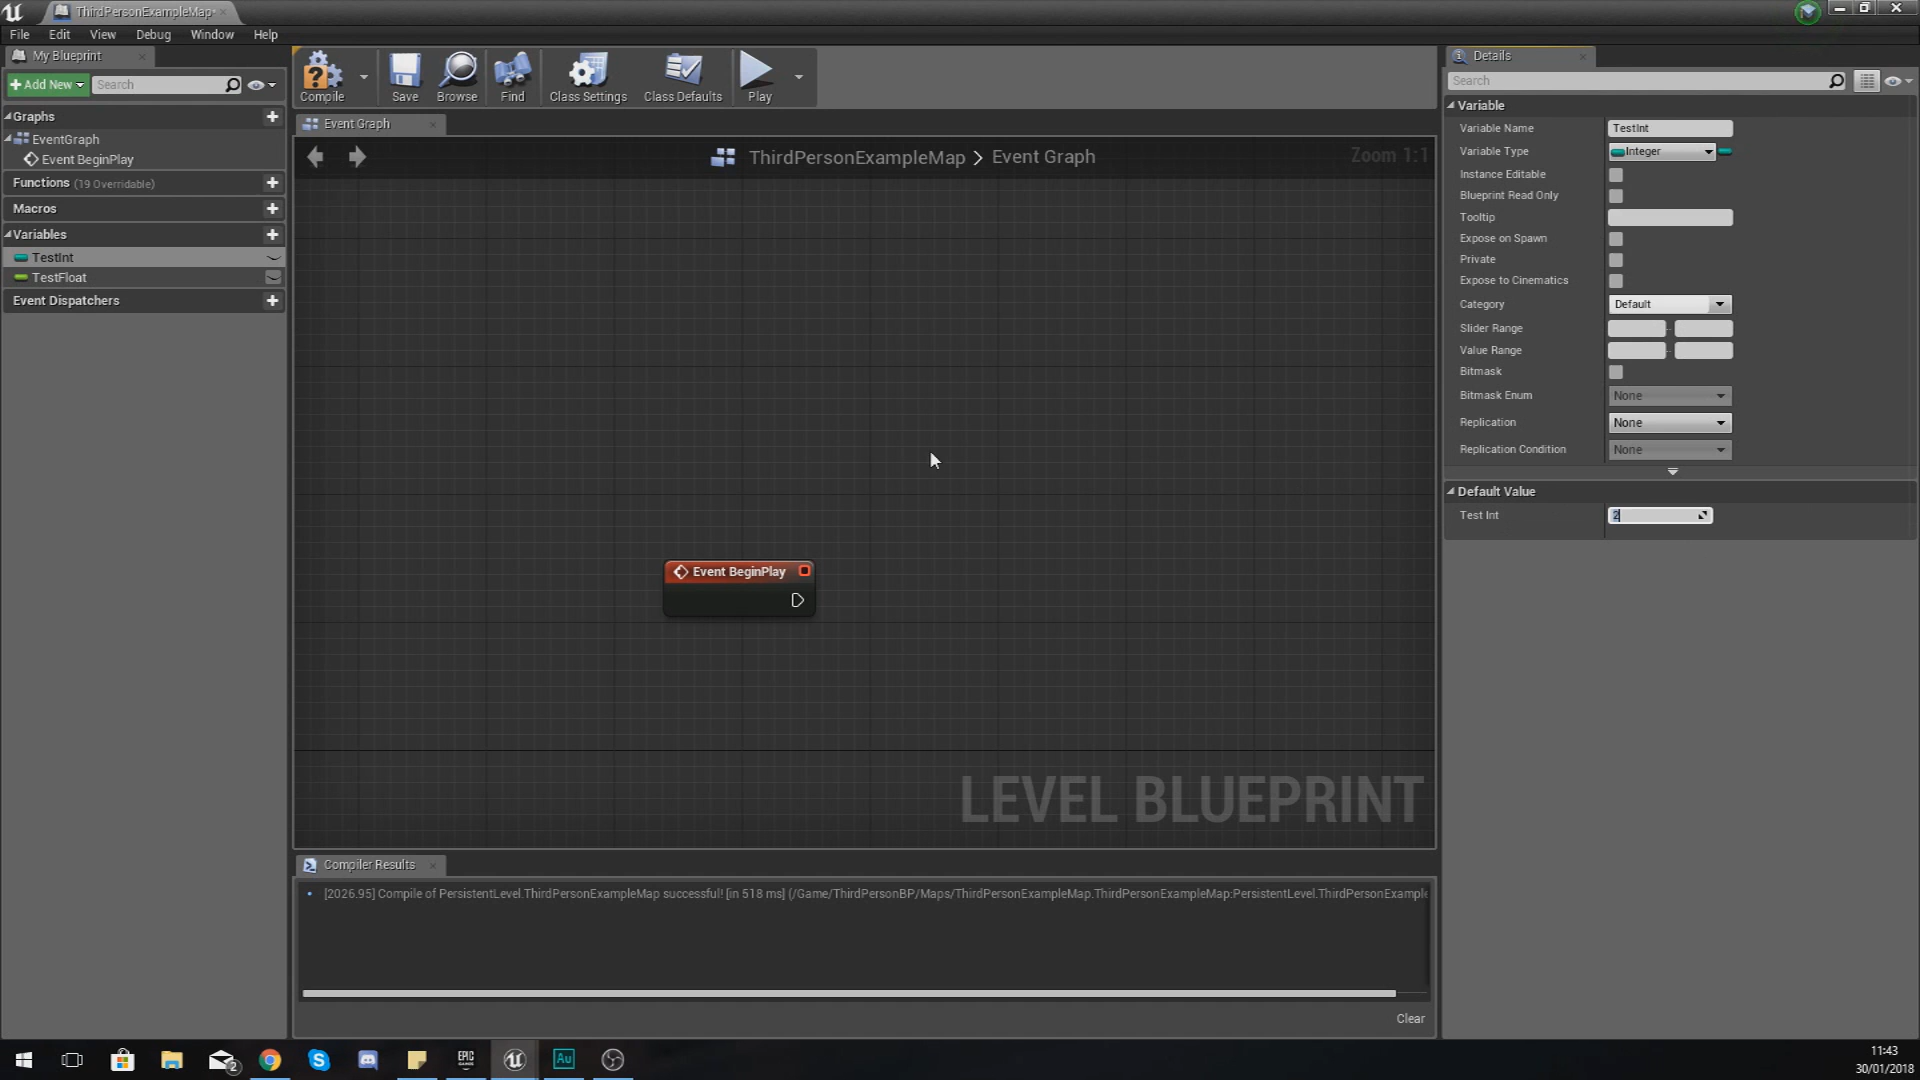 ThirdPersonExampleMap*
File Edit View Debug Window Help
My Blueprint
Add New Search
Graphs
EventGraph
Event BeginPlay
Functions (19 Overridable)
Macros
Variables
TestInt
TestFloat
Event Dispatchers
Compile Save Browse Find Class Settings Class Defaults Play
Event Graph
ThirdPersonExampleMap > Event Graph
Zoom 1:1
Event BeginPlay
LEVEL BLUEPRINT
Compiler Results
[2026.95] Compile of PersistentLevel.ThirdPersonExampleMap successful! [in 518 ms] (/Game/ThirdPersonBP/Maps/ThirdPersonExampleMap.ThirdPersonExampleMap:PersistentLevel.ThirdPersonExample
Clear
Details
Search
Variable
Variable Name TestInt
Variable Type Integer
Instance Editable
Blueprint Read Only
Tooltip
Expose on Spawn
Private
Expose to Cinematics
Category Default
Slider Range
Value Range
Bitmask
Bitmask Enum None
Replication None
Replication Condition None
Default Value
Test Int 2
2
EPIC GAMES
Au
11:43
30/01/2018